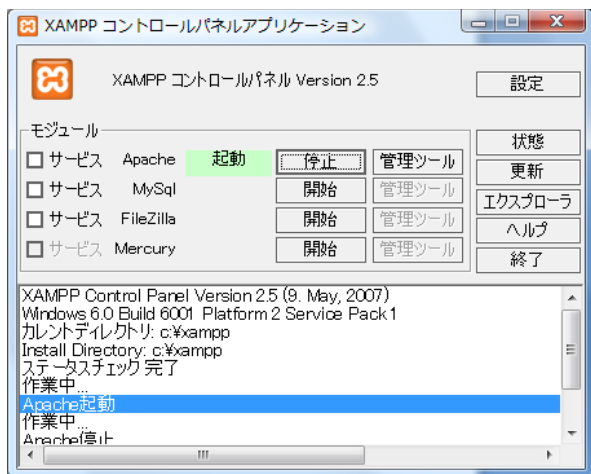 XAMPP コントロールパネルアプリケーション
XAMPP コントロールパネル Version 2.5
設定
モジュール
サービス Apache 起動 停止 管理ツール
サービス MySql 開始 管理ツール
サービス FileZilla 開始 管理ツール
サービス Mercury 開始 管理ツール
状態
更新
エクスプローラ
ヘルプ
終了
XAMPP Control Panel Version 2.5 (9. May, 2007)
Windows 6.0 Build 6001 Platform 2 Service Pack 1
カレントディレクトリ: c:¥xampp
Install Directory: c:¥xampp
ステータスチェック 完了
作業中...
Apache起動
作業中...
Apache停止